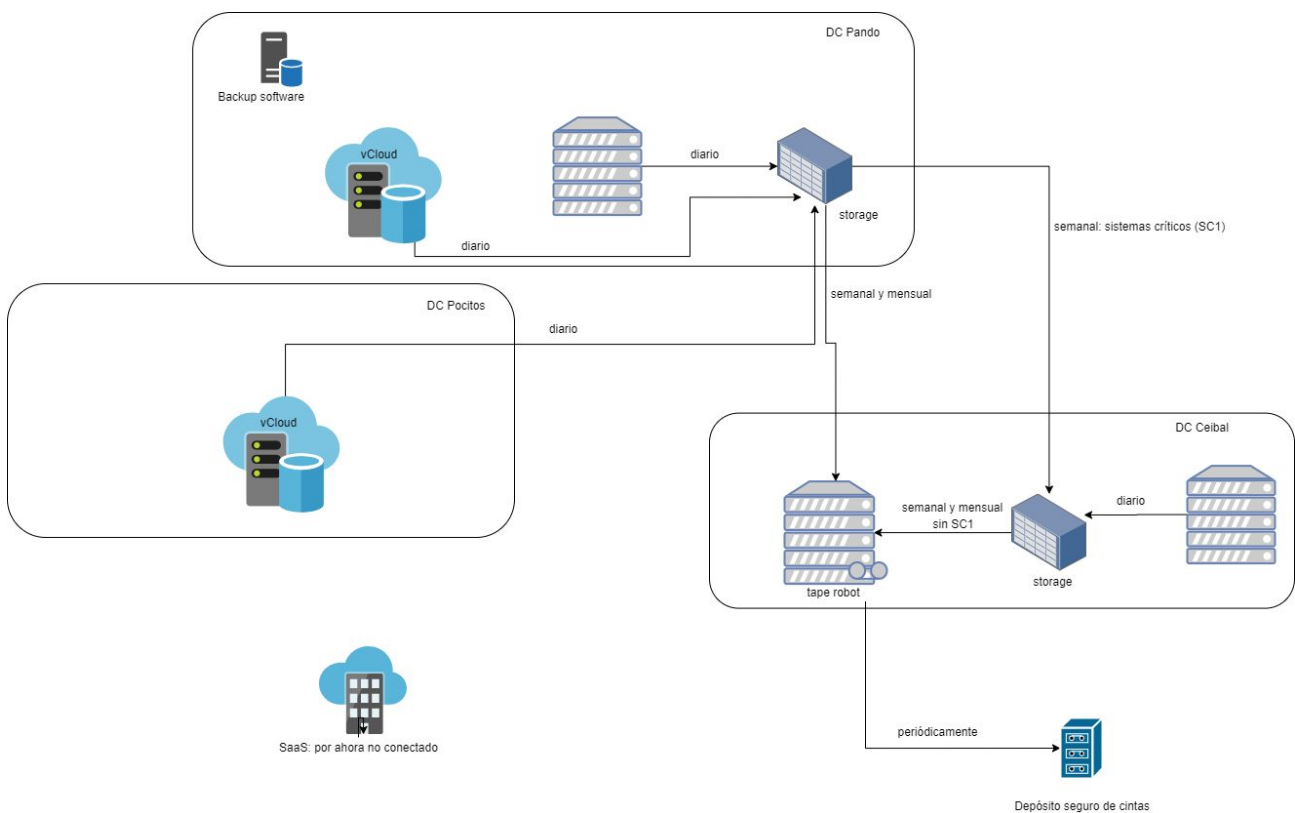 DC Pando
Backup software
vCloud
diario
storage
diario
semanal: sistemas críticos (SC1)
semanal y mensual
DC Pocitos
diario
vCloud
DC Ceibal
semanal y mensual
sin SC1
diario
storage
tape robot
SaaS: por ahora no conectado
periódicamente
Depósito seguro de cintas